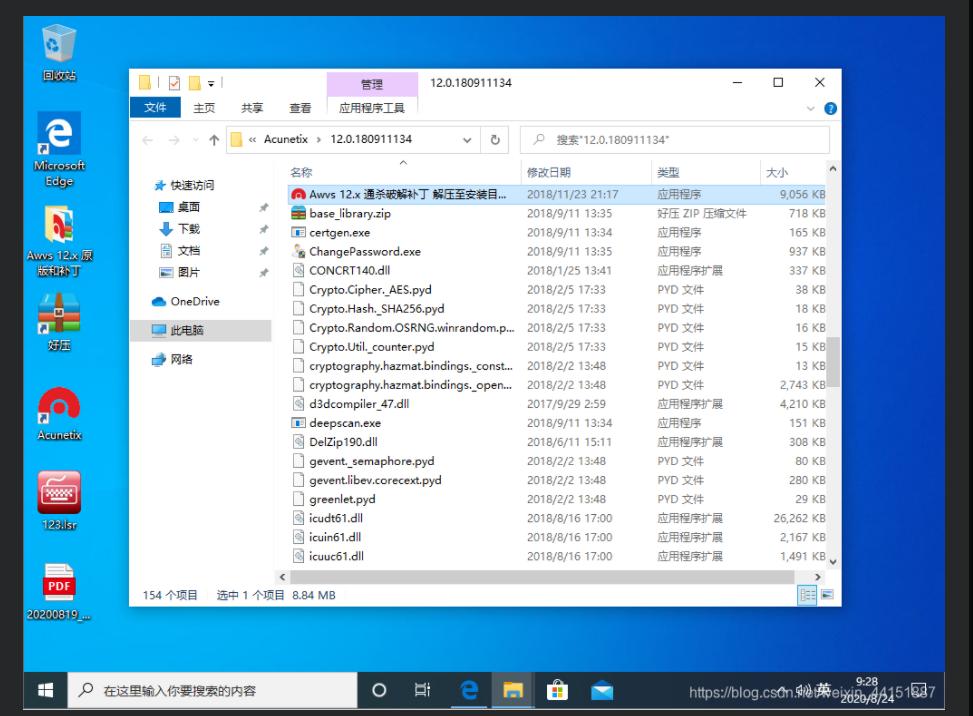 回收站
Microsoft
Edge
Awvs 12.x 原
版和补丁
好压
Acunetix
123.lsr
PDF
20200819_...
管理
12.0.180911134
文件
主页
共享
查看
应用程序工具
« Acunetix › 12.0.180911134
搜索"12.0.180911134"
快速访问
桌面
下载
文档
图片
OneDrive
此电脑
网络
名称 修改日期 类型 大小
Awvs 12.x 通杀破解补丁 解压至安装目... 2018/11/23 21:17 应用程序 9,056 KB
base_library.zip 2018/9/11 13:35 好压 ZIP 压缩文件 718 KB
certgen.exe 2018/9/11 13:34 应用程序 165 KB
ChangePassword.exe 2018/9/11 13:35 应用程序 937 KB
CONCRT140.dll 2018/1/25 13:41 应用程序扩展 337 KB
Crypto.Cipher._AES.pyd 2018/2/5 17:33 PYD 文件 38 KB
Crypto.Hash._SHA256.pyd 2018/2/5 17:33 PYD 文件 18 KB
Crypto.Random.OSRNG.winrandom.p... 2018/2/5 17:33 PYD 文件 16 KB
Crypto.Util._counter.pyd 2018/2/5 17:33 PYD 文件 15 KB
cryptography.hazmat.bindings._const... 2018/2/2 13:48 PYD 文件 13 KB
cryptography.hazmat.bindings._open... 2018/2/2 13:48 PYD 文件 2,743 KB
d3dcompiler_47.dll 2017/9/29 2:59 应用程序扩展 4,210 KB
deepscan.exe 2018/9/11 13:34 应用程序 151 KB
DelZip190.dll 2018/6/11 15:11 应用程序扩展 308 KB
gevent._semaphore.pyd 2018/2/2 13:48 PYD 文件 80 KB
gevent.libev.corecext.pyd 2018/2/2 13:48 PYD 文件 280 KB
greenlet.pyd 2018/2/2 13:48 PYD 文件 29 KB
icudt61.dll 2018/8/16 17:00 应用程序扩展 26,262 KB
icuin61.dll 2018/8/16 17:00 应用程序扩展 2,167 KB
icuuc61.dll 2018/8/16 17:00 应用程序扩展 1,491 KB
154 个项目 选中 1 个项目 8.84 MB
在这里输入你要搜索的内容
英
9:28
2020/8/24
https://blog.csdn.net/weixin_44151887